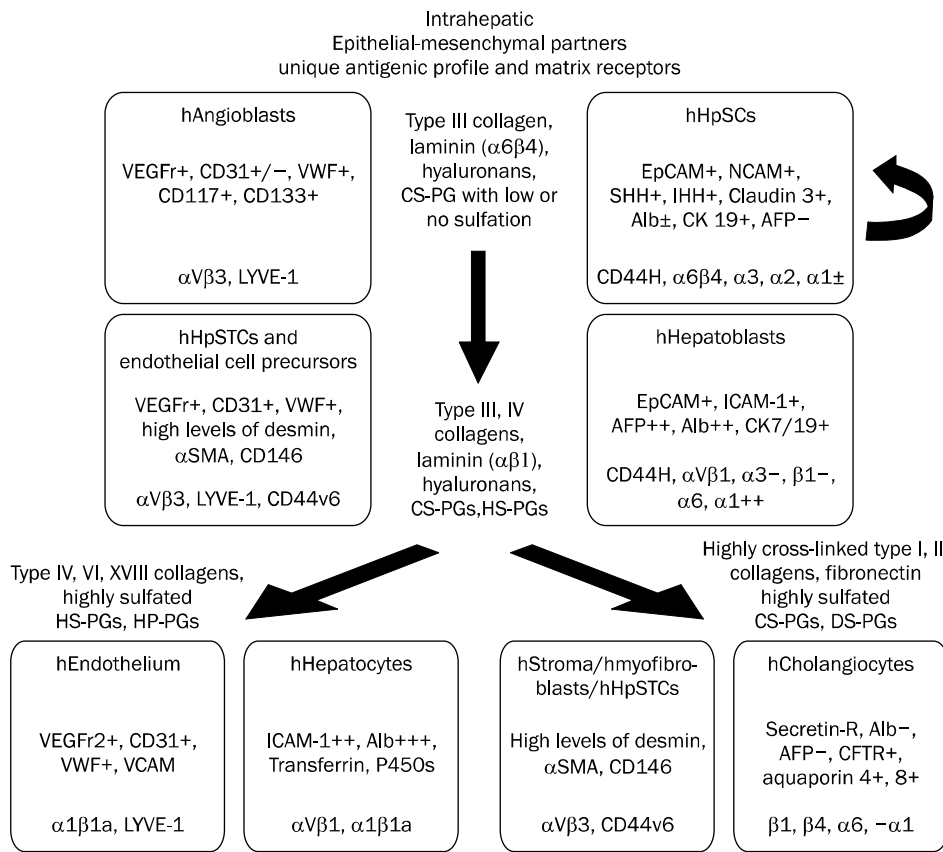 Intrahepatic
Epithelial-mesenchymal partners
unique antigenic profile and matrix receptors
hAngioblasts
VEGFr+, CD31+/−, VWF+,
CD117+, CD133+
αVβ3, LYVE-1
Type III collagen,
laminin (α6β4),
hyaluronans,
CS-PG with low or
no sulfation
hHpSCs
EpCAM+, NCAM+,
SHH+, IHH+, Claudin 3+,
Alb±, CK 19+, AFP−
CD44H, α6β4, α3, α2, α1±
hHpSTCs and
endothelial cell precursors
VEGFr+, CD31+, VWF+,
high levels of desmin,
αSMA, CD146
αVβ3, LYVE-1, CD44v6
Type III, IV
collagens,
laminin (αβ1),
hyaluronans,
CS-PGs,HS-PGs
hHepatoblasts
EpCAM+, ICAM-1+,
AFP++, Alb++, CK7/19+
CD44H, αVβ1, α3−, β1−,
α6, α1++
Type IV, VI, XVIII collagens,
highly sulfated
HS-PGs, HP-PGs
Highly cross-linked type I, II
collagens, fibronectin
highly sulfated
CS-PGs, DS-PGs
hEndothelium
VEGFr2+, CD31+,
VWF+, VCAM
α1β1a, LYVE-1
hHepatocytes
ICAM-1++, Alb+++,
Transferrin, P450s
αVβ1, α1β1a
hStroma/hmyofibro-
blasts/hHpSTCs
High levels of desmin,
αSMA, CD146
αVβ3, CD44v6
hCholangiocytes
Secretin-R, Alb−,
AFP−, CFTR+,
aquaporin 4+, 8+
β1, β4, α6, −α1